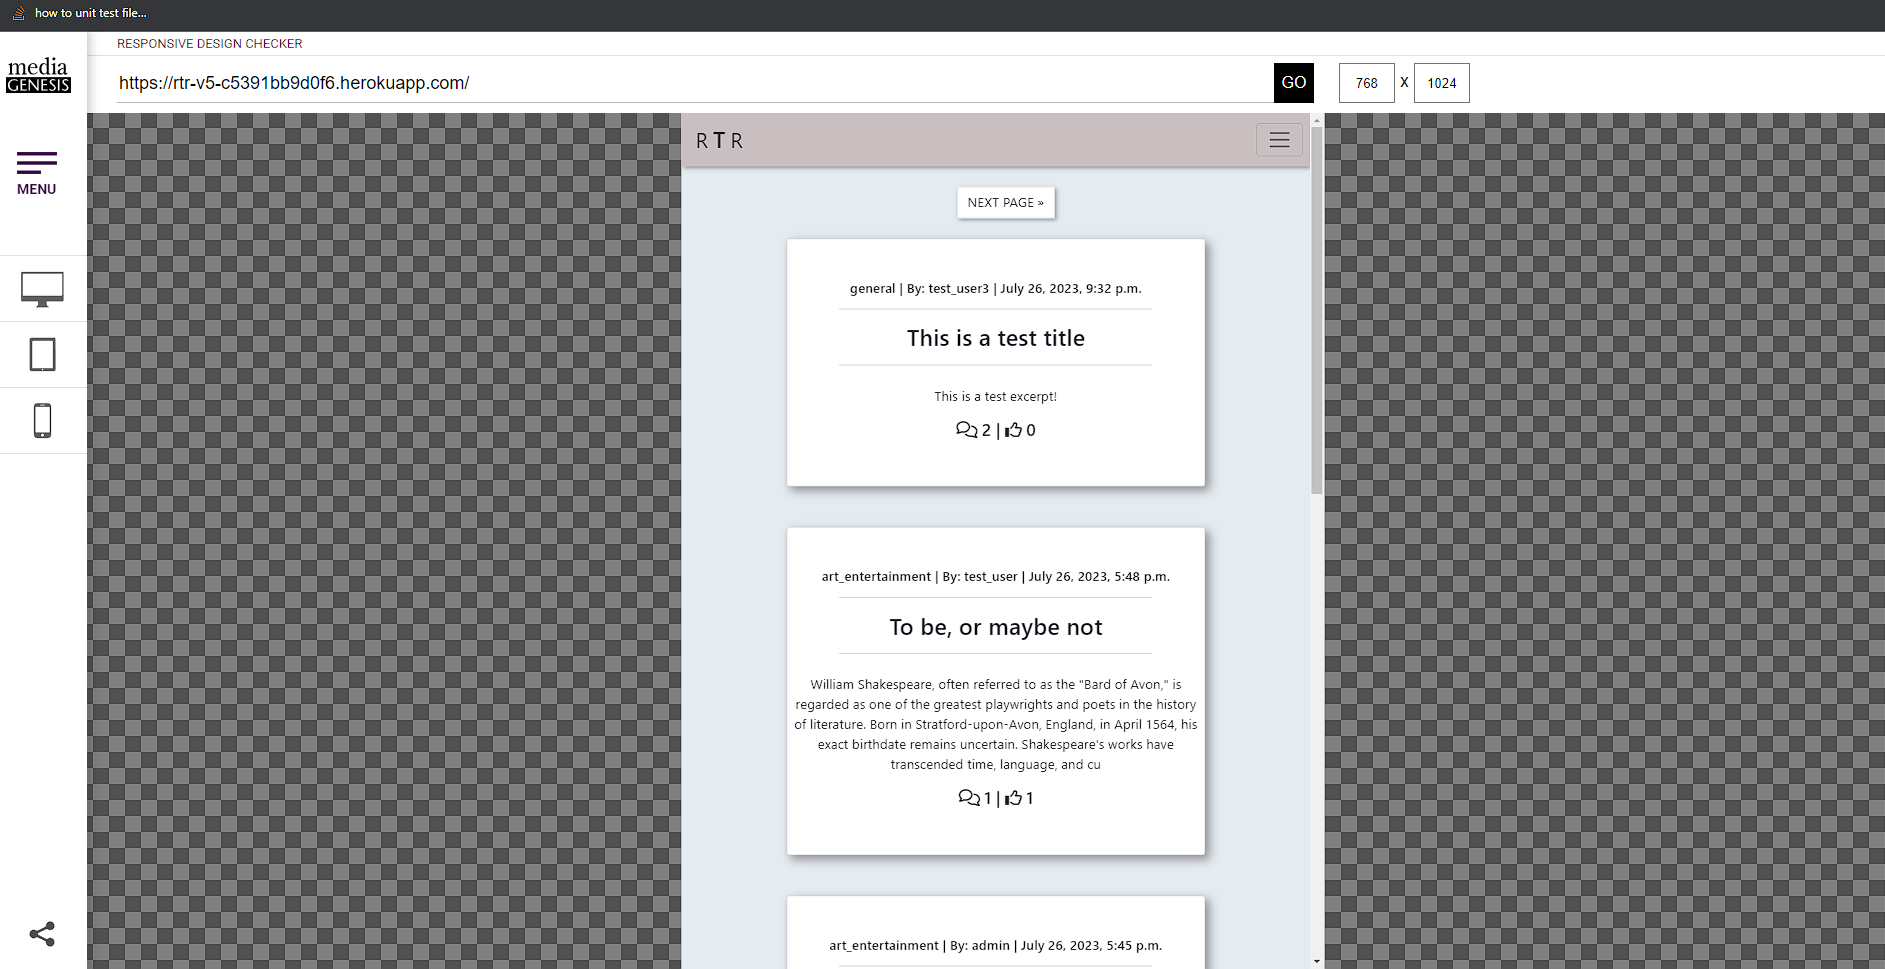 how to unit test file...
RESPONSIVE DESIGN CHECKER
media
GENESIS
https://rtr-v5-c5391bb9d0f6.herokuapp.com/
GO
768 X 1024
MENU
R T R
NEXT PAGE »
general | By: test_user3 | July 26, 2023, 9:32 p.m.
This is a test title
This is a test excerpt!
2 | 0
art_entertainment | By: test_user | July 26, 2023, 5:48 p.m.
To be, or maybe not
William Shakespeare, often referred to as the "Bard of Avon," is
regarded as one of the greatest playwrights and poets in the history
of literature. Born in Stratford-upon-Avon, England, in April 1564, his
exact birthdate remains uncertain. Shakespeare's works have
transcended time, language, and cu
1 | 1
art_entertainment | By: admin | July 26, 2023, 5:45 p.m.